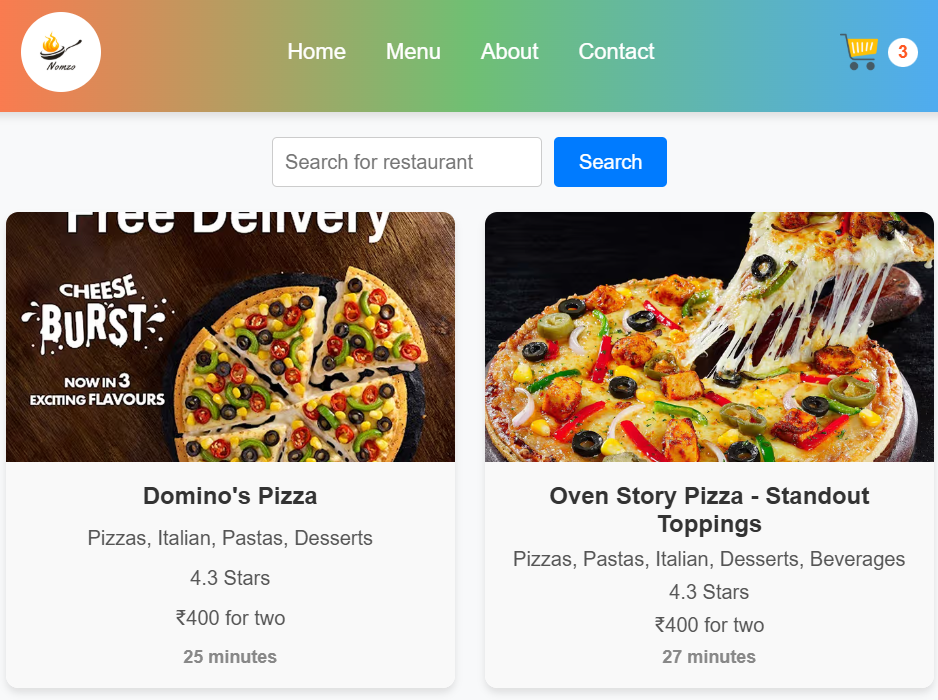 Nomzo
Home
Menu
About
Contact
3
Search for restaurant
Search
Free Delivery
CHEESE
BURST
NOW IN 3
EXCITING FLAVOURS
Domino's Pizza
Pizzas, Italian, Pastas, Desserts
4.3 Stars
₹400 for two
25 minutes
Oven Story Pizza - Standout
Toppings
Pizzas, Pastas, Italian, Desserts, Beverages
4.3 Stars
₹400 for two
27 minutes